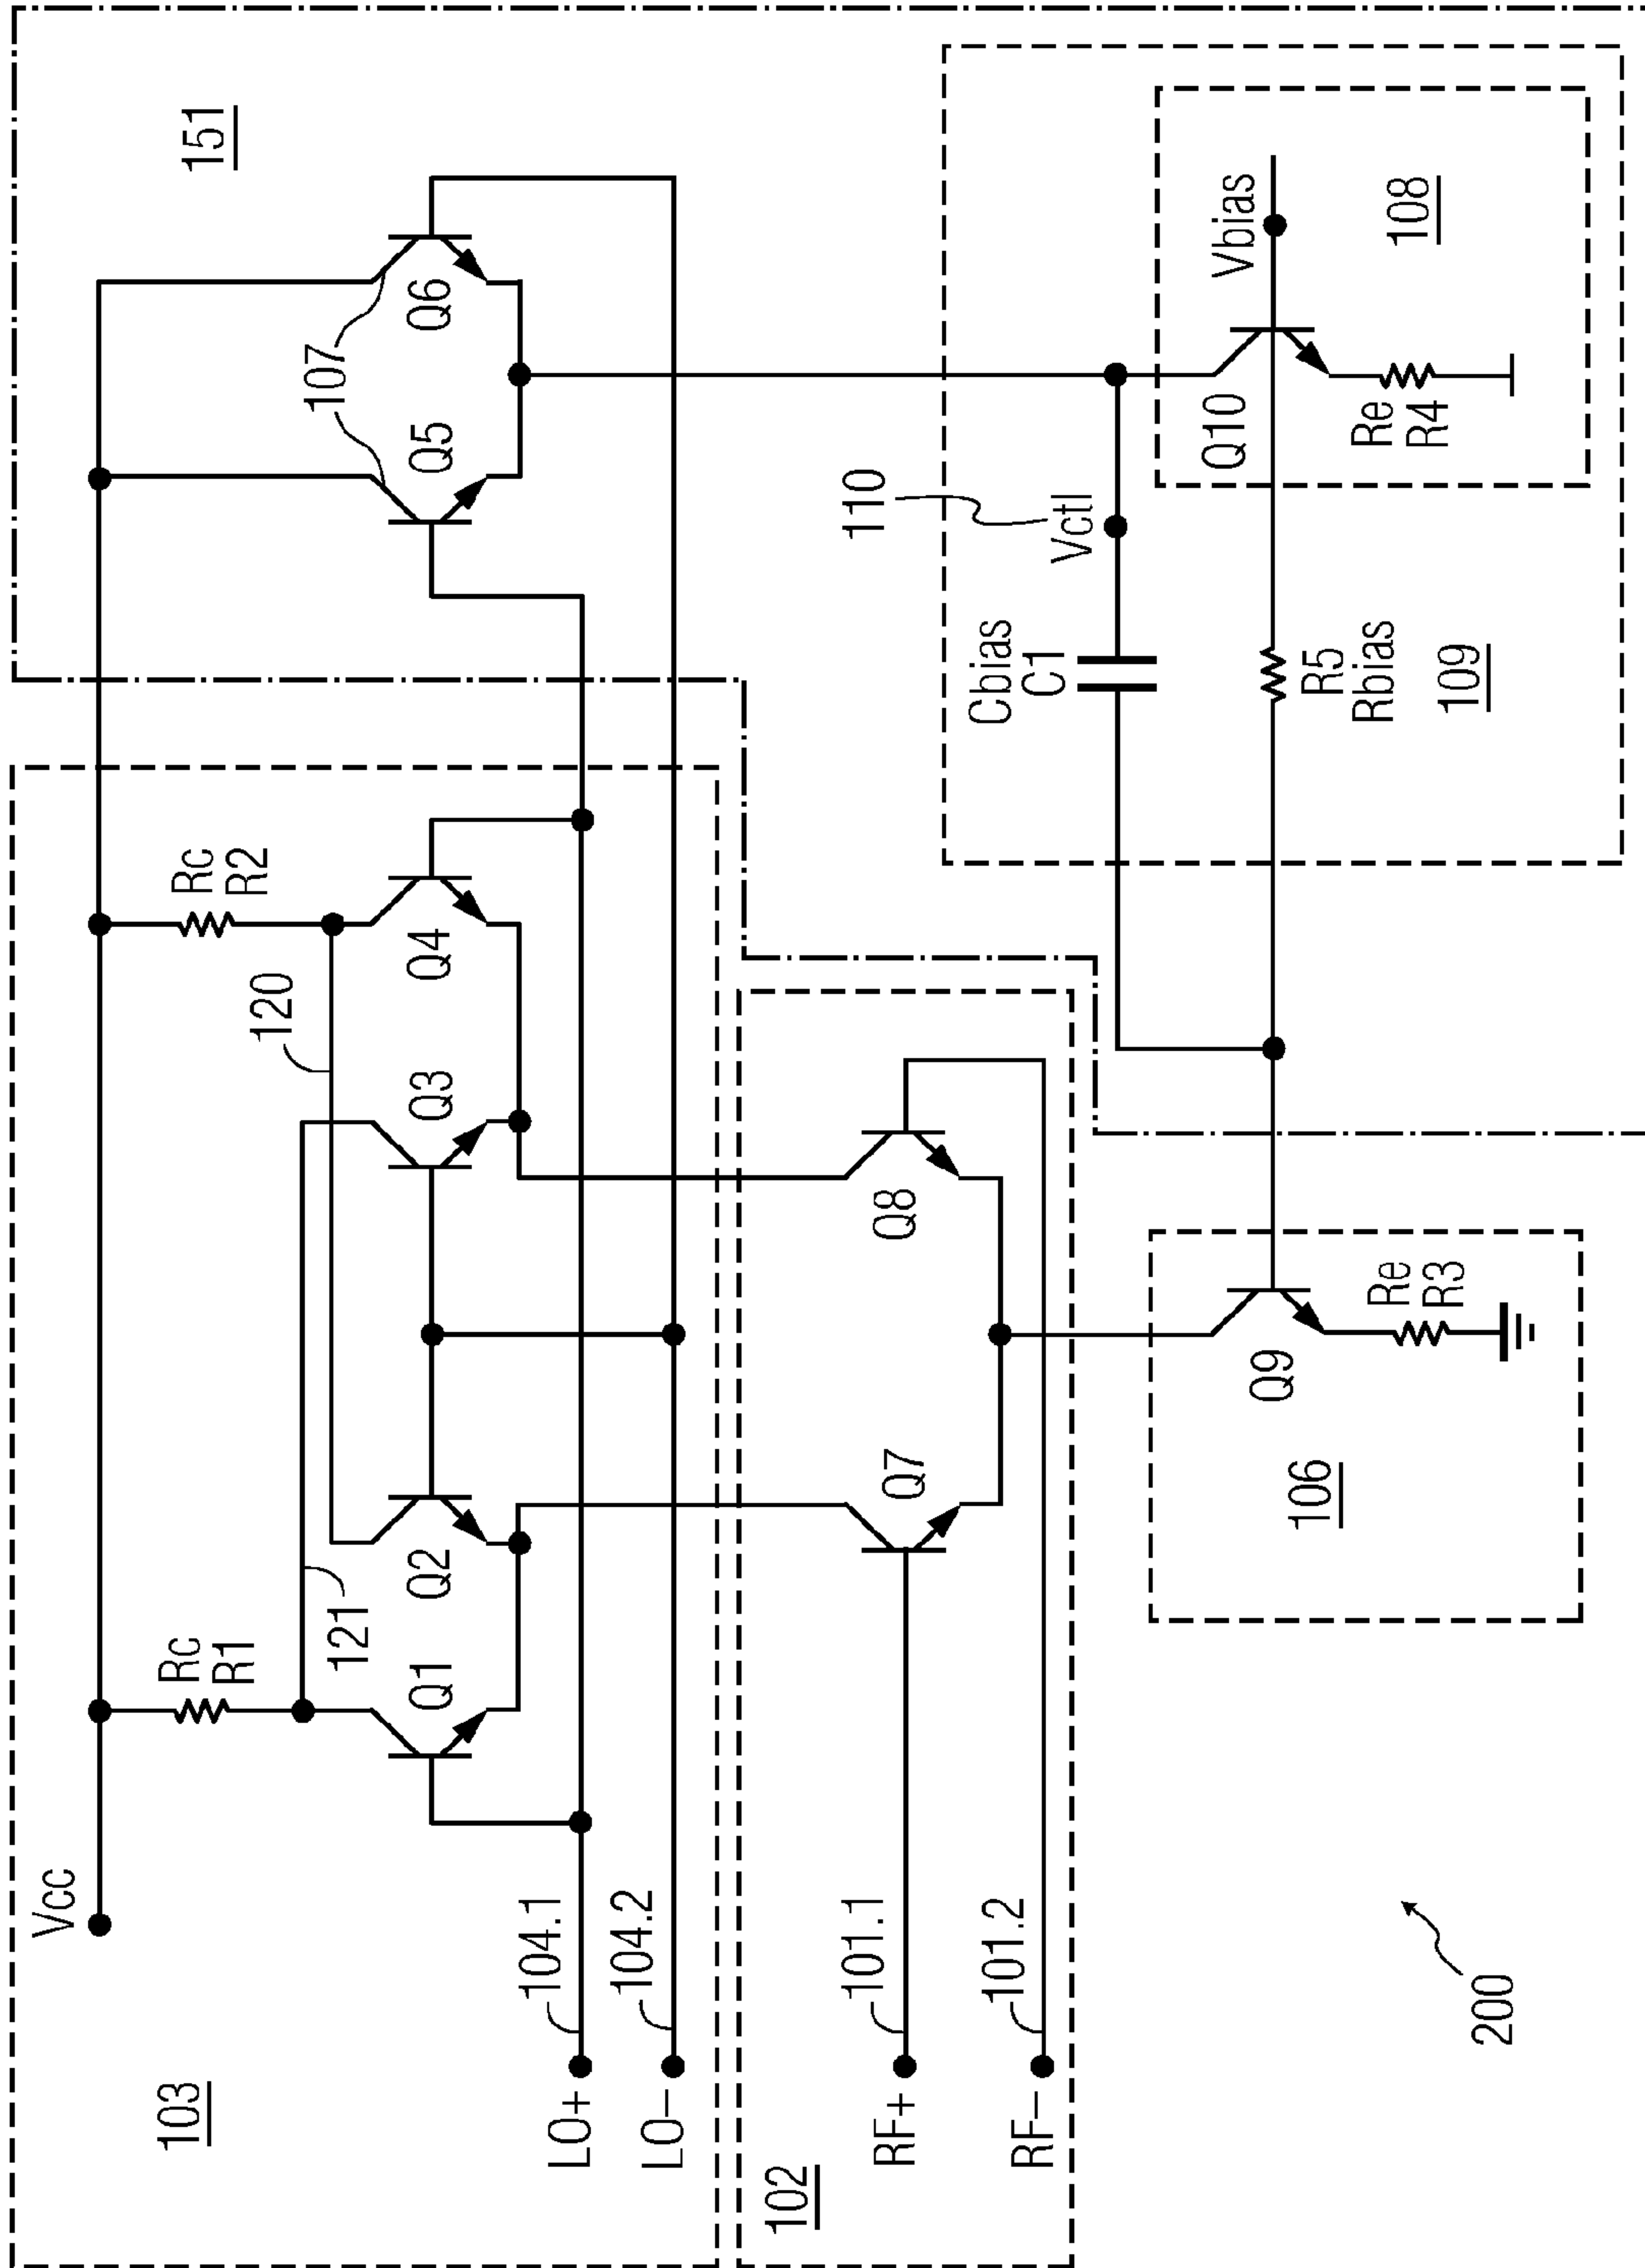 Vcc
103
Rc
R1
121
Q1
Q2
120
Rc
R2
Q3
Q4
107
Q5
Q6
151
LO+
104.1
LO−
104.2
102
RF+
101.1
RF−
101.2
Q7
Q8
110
Vctl
Cbias
C1
R5
Rbias
109
Q10
Vbias
108
Re
R4
106
Q9
Re
R3
200